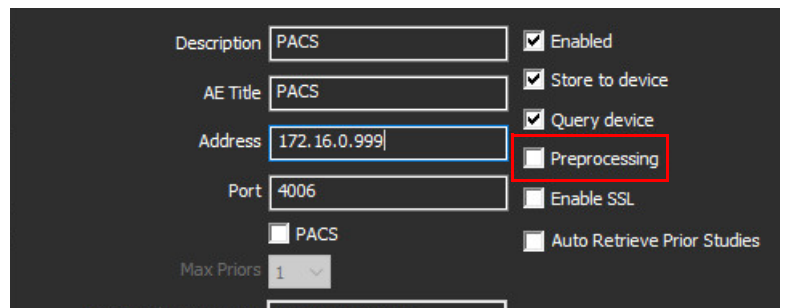 Description PACS Enabled
AE Title PACS Store to device
Query device
Address 172.16.0.999 
Preprocessing
Port 4006 Enable SSL
PACS Auto Retrieve Prior Studies
Max Priors 1